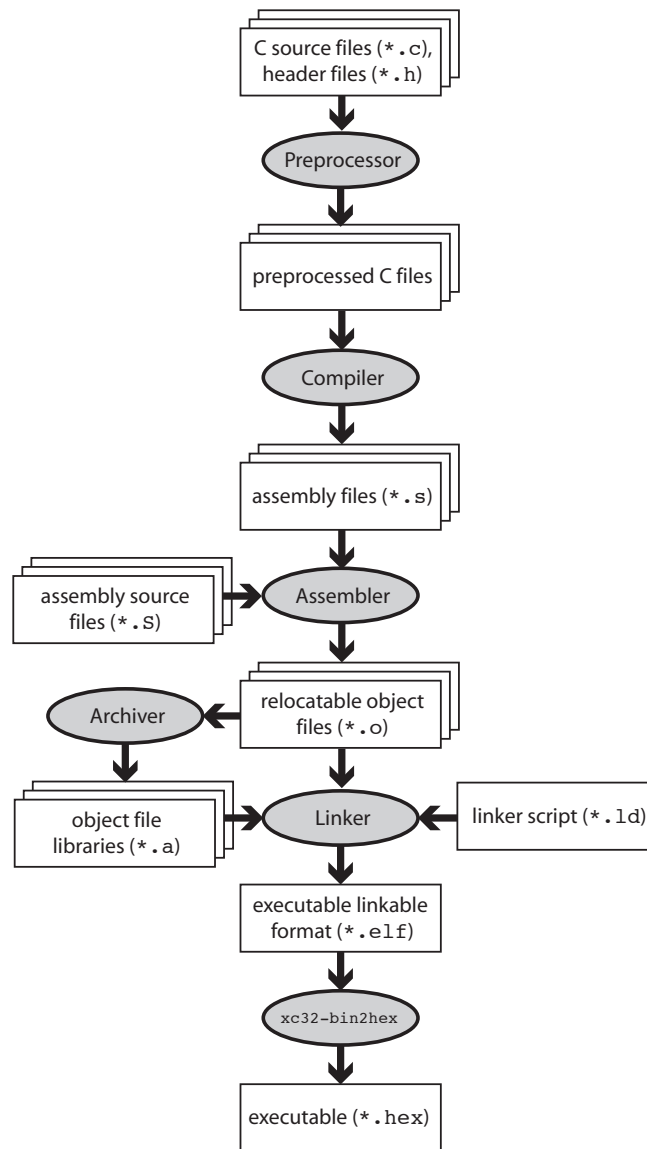 C source files (*.c),
header files (*.h)
Preprocessor
preprocessed C files
Compiler
assembly files (*.s)
assembly source
files (*.S)
Assembler
Archiver
relocatable object
files (*.o)
object file
libraries (*.a)
Linker
linker script (*.ld)
executable linkable
format (*.elf)
xc32-bin2hex
executable (*.hex)